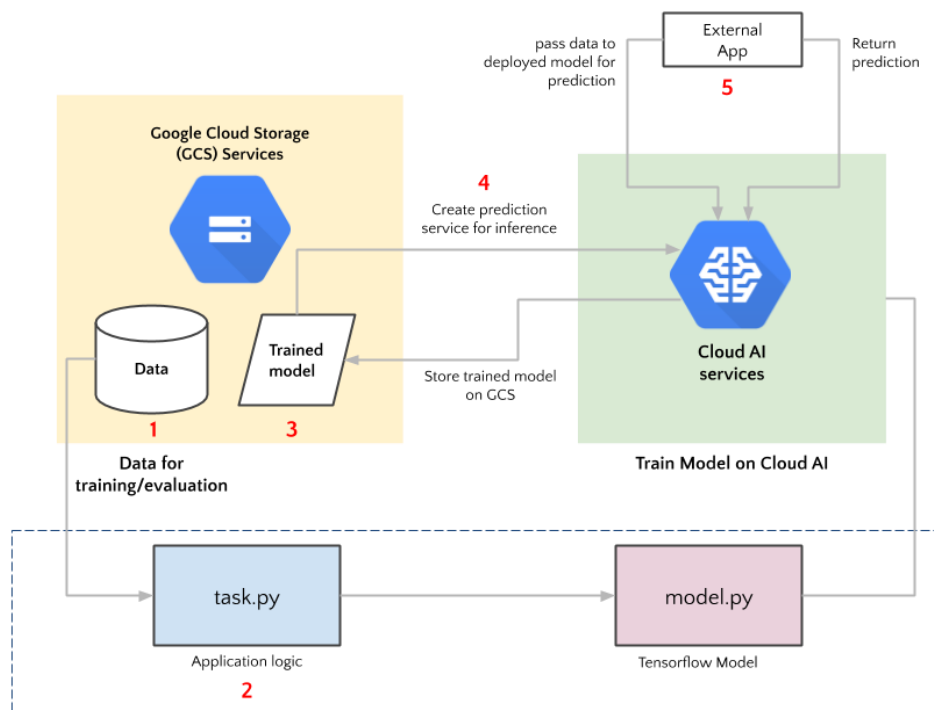 External
App
5
pass data to
deployed model for
prediction
Return
prediction
Google Cloud Storage
(GCS) Services
4
Create prediction
service for inference
Data
1
Trained
model
3
Store trained model
on GCS
Cloud AI
services
Data for
training/evaluation
Train Model on Cloud AI
task.py
Application logic
2
model.py
Tensorflow Model